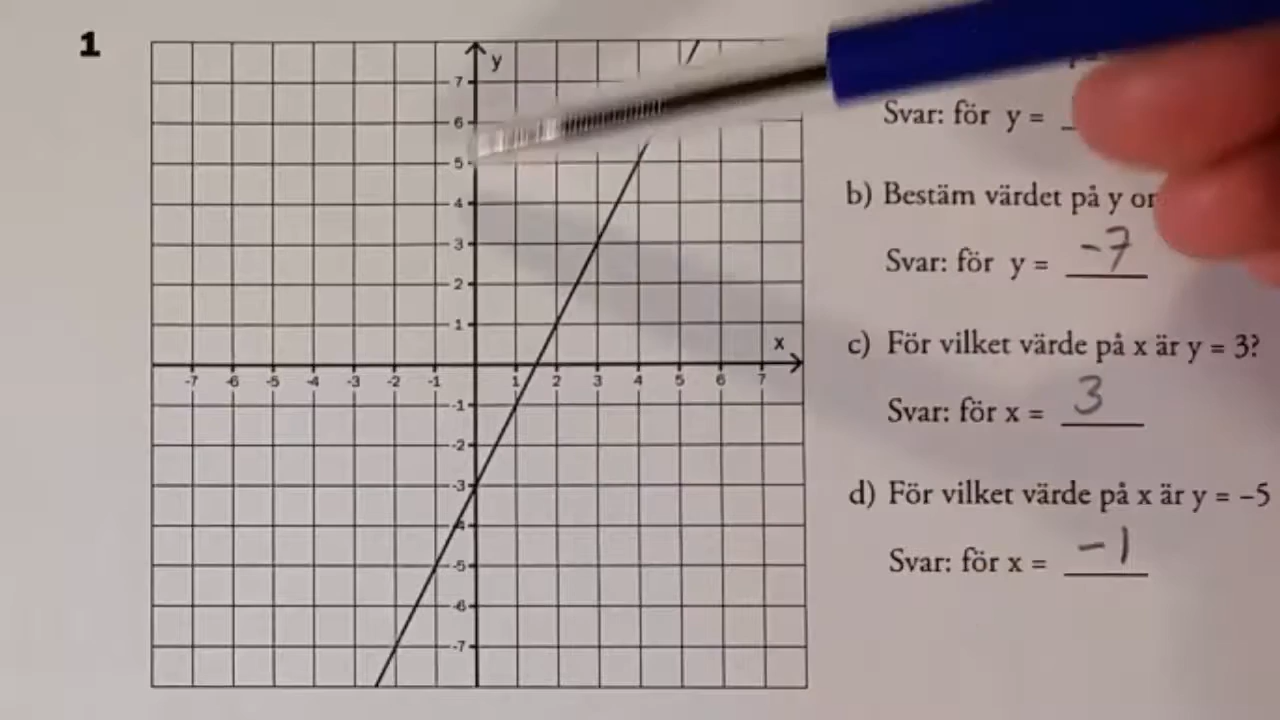 1
y
7
6
5
4
3
2
1
x
-7 -6 -5 -4 -3 -2 -1 1 2 3 4 5 6 7
-1
-2
-3
-4
-5
-6
-7
Svar: för y =
b) Bestäm värdet på y
Svar: för y = -7
c) För vilket värde på x är y = 3?
Svar: för x = 3
d) För vilket värde på x är y = –5
Svar: för x = -1